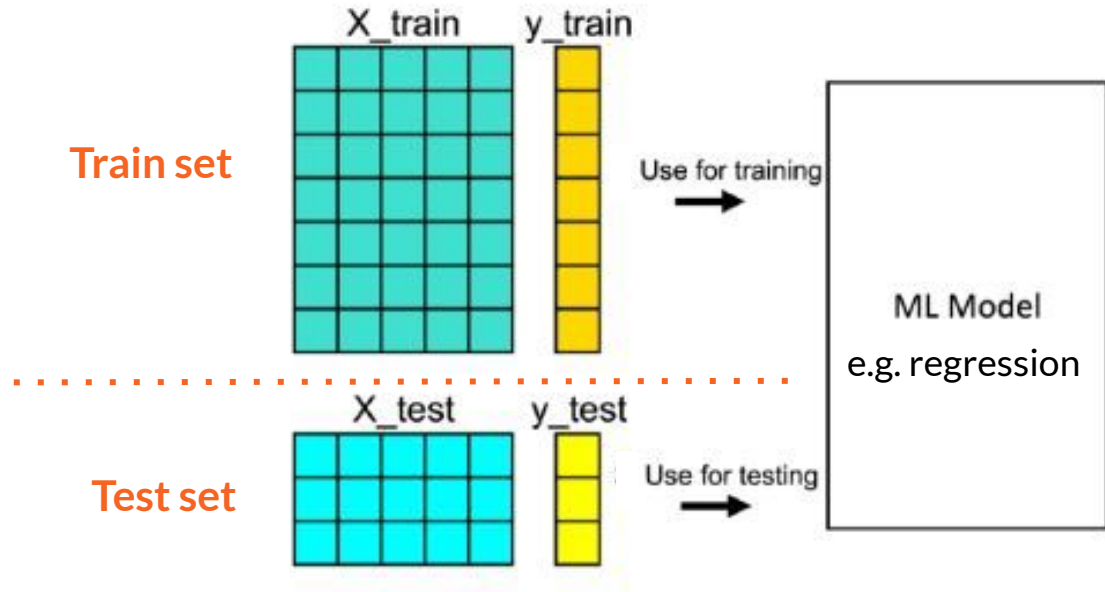 X_train y_train
Train set
Use for training
ML Model
e.g. regression
X_test y_test
Test set
Use for testing